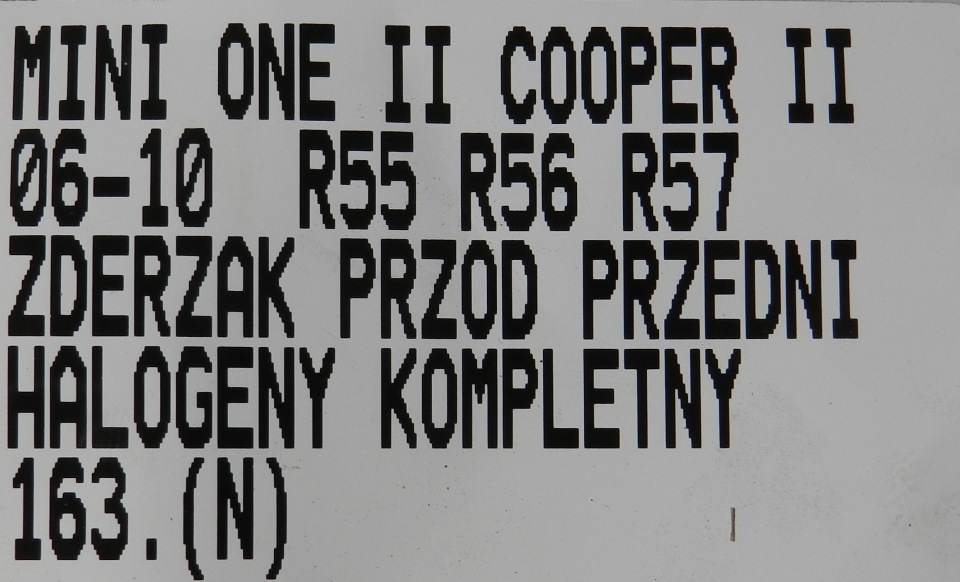 MINI ONE II COOPER II
06-10 R55 R56 R57
ZDERZAK PRZOD PRZEDNI
HALOGENY KOMPLETNY
163.(N)